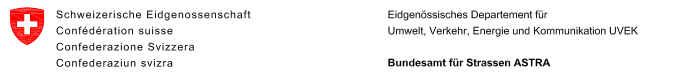 Schweizerische Eidgenossenschaft
Confédération suisse
Confederazione Svizzera
Confederaziun svizra
Eidgenössisches Departement für
Umwelt, Verkehr, Energie und Kommunikation UVEK
Bundesamt für Strassen ASTRA